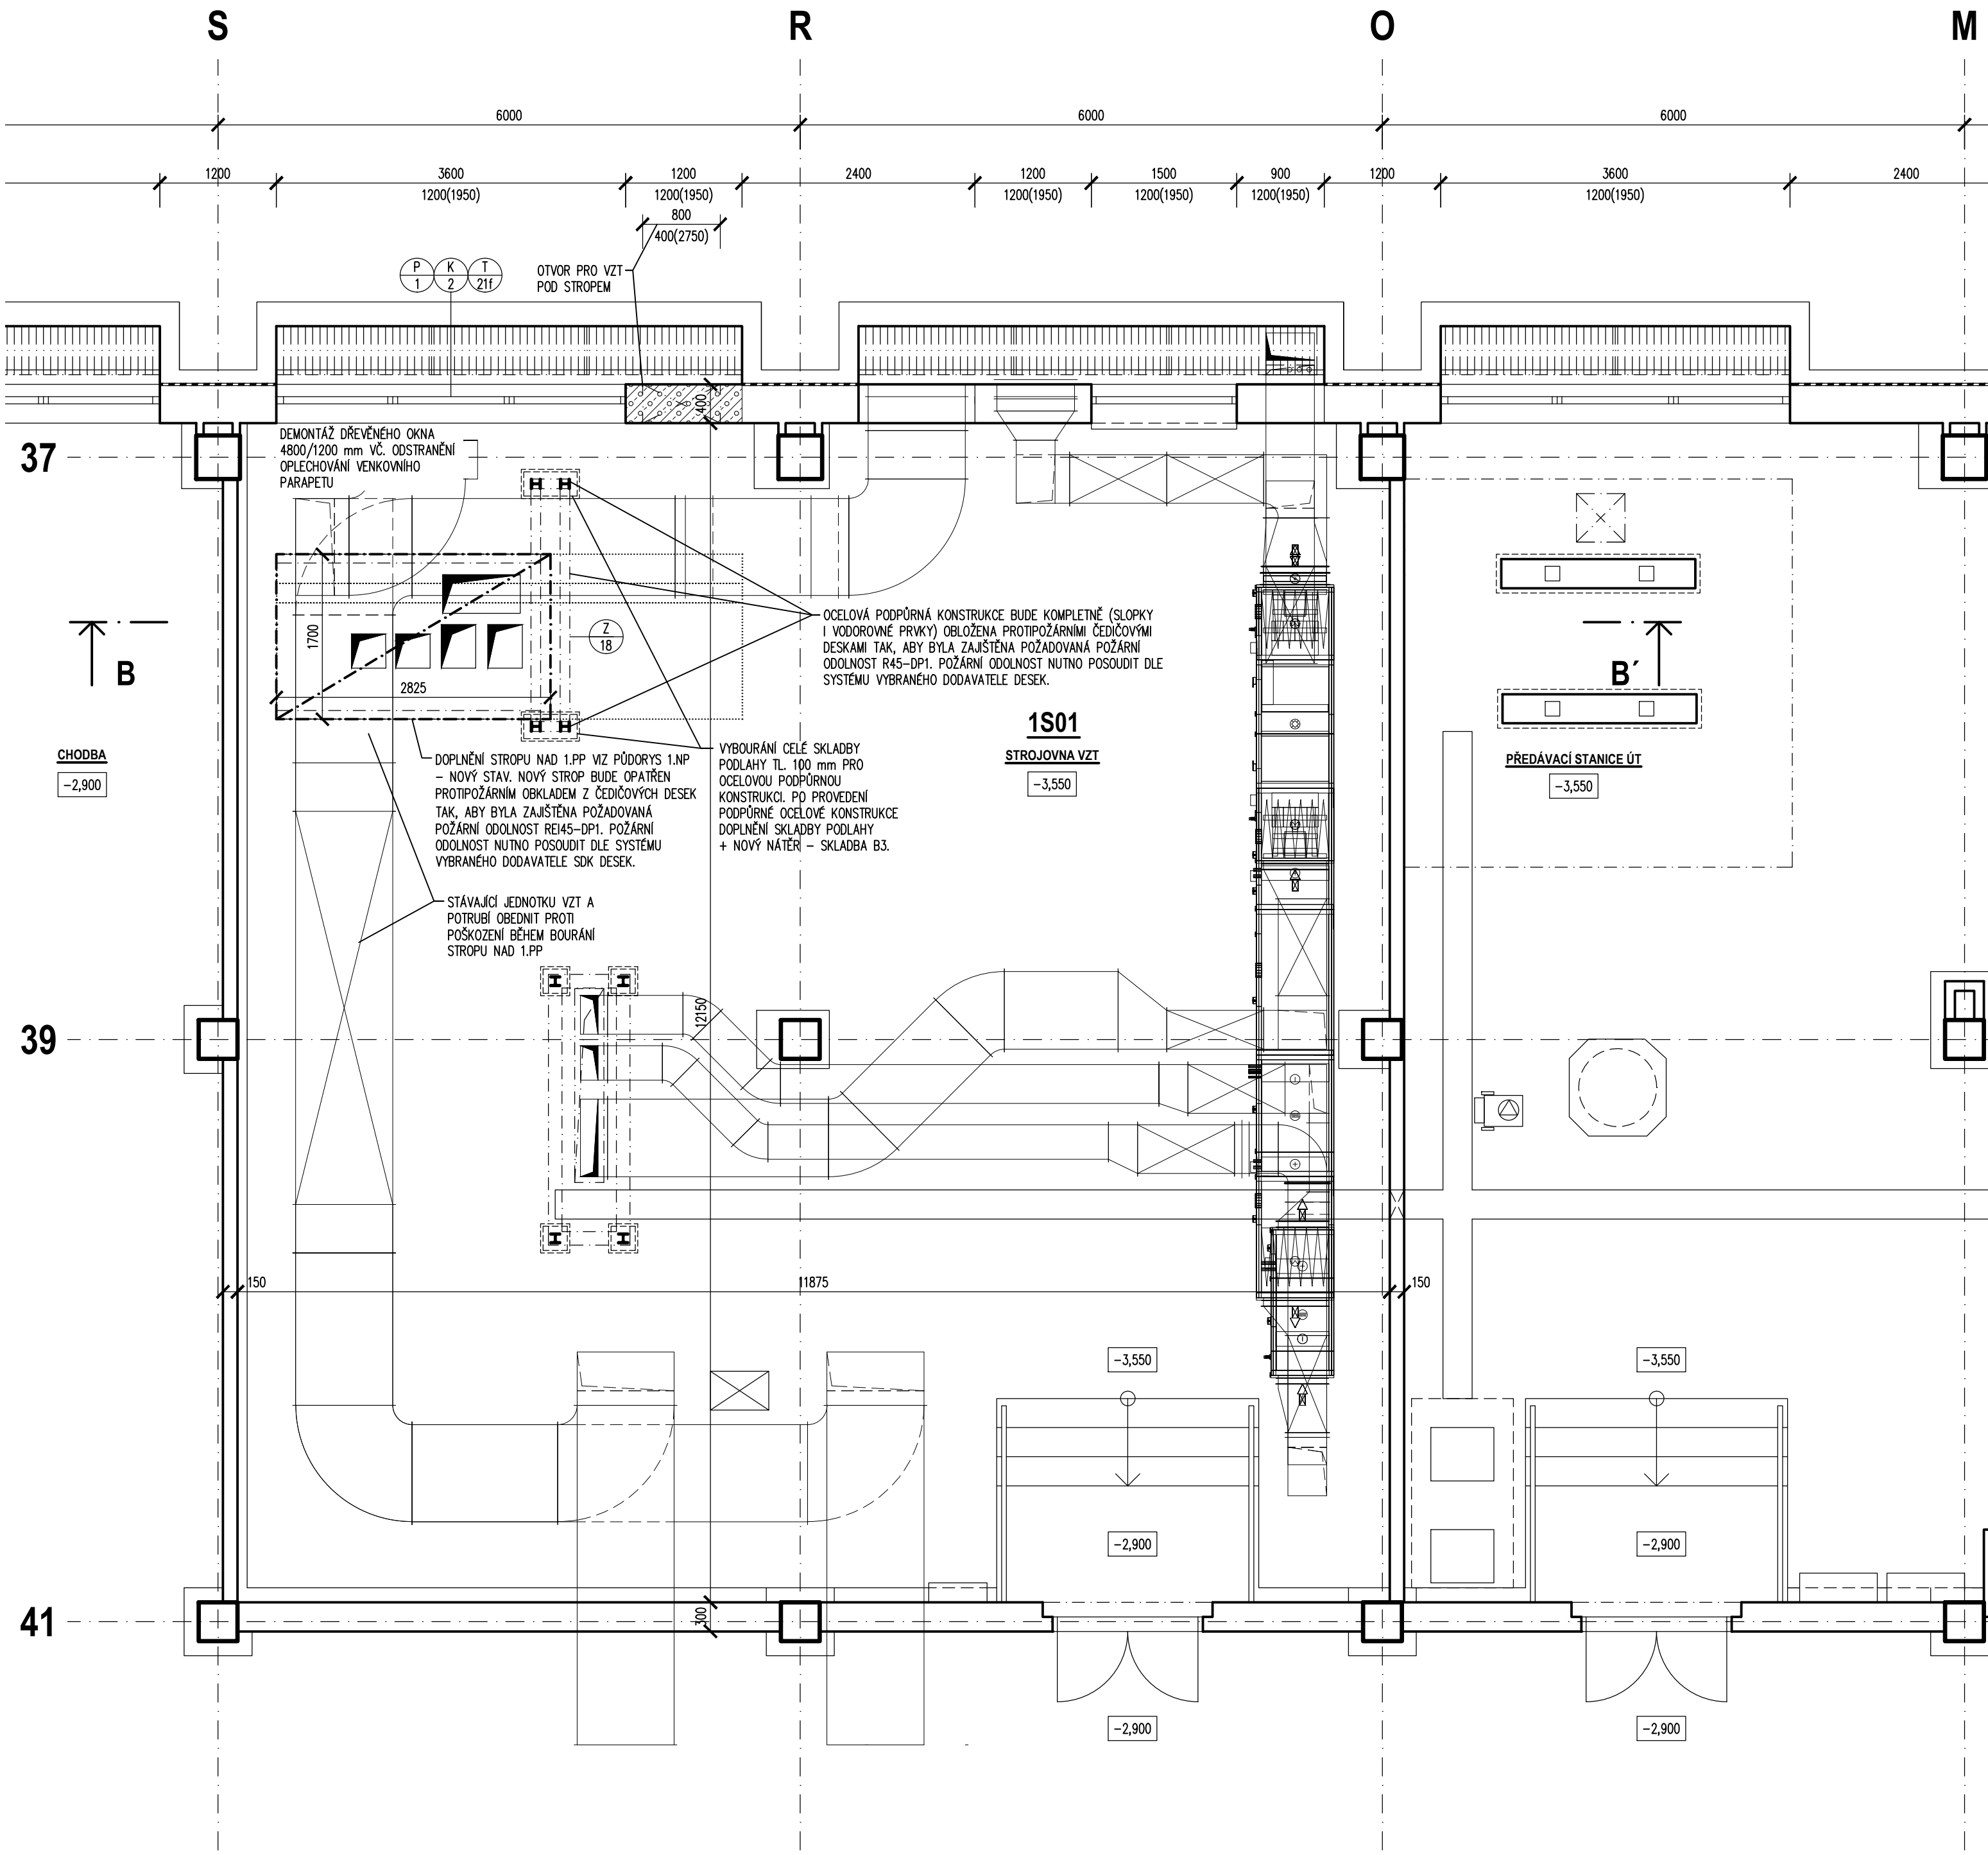 S
R
O
M
6000
6000
6000
1200
3600
1200(1950)
1200
1200(1950)
2400
1200
1200(1950)
1500
1200(1950)
900
1200(1950)
1200
3600
1200(1950)
2400
800
400(2750)
P
1
K
2
T
21f
OTVOR PRO VZT
POD STROPEM
400
37
DEMONTÁŽ DŘEVĚNÉHO OKNA
4800/1200 mm VČ. ODSTRANĚNÍ
OPLECHOVÁNÍ VENKOVNÍHO
PARAPETU
1700
2825
Z
18
B
B´
OCELOVÁ PODPŮRNÁ KONSTRUKCE BUDE KOMPLETNĚ (SLOPKY
I VODOROVNÉ PRVKY) OBLOŽENA PROTIPOŽÁRNÍMI ČEDIČOVÝMI
DESKAMI TAK, ABY BYLA ZAJIŠTĚNA POŽADOVANÁ POŽÁRNÍ
ODOLNOST R45-DP1. POŽÁRNÍ ODOLNOST NUTNO POSOUDIT DLE
SYSTÉMU VYBRANÉHO DODAVATELE DESEK.
1S01
STROJOVNA VZT
-3,550
CHODBA
-2,900
PŘEDÁVACÍ STANICE ÚT
-3,550
DOPLNĚNÍ STROPU NAD 1.PP VIZ PŮDORYS 1.NP
- NOVÝ STAV. NOVÝ STROP BUDE OPATŘEN
PROTIPOŽÁRNÍM OBKLADEM Z ČEDIČOVÝCH DESEK
TAK, ABY BYLA ZAJIŠTĚNA POŽADOVANÁ
POŽÁRNÍ ODOLNOST REI45-DP1. POŽÁRNÍ
ODOLNOST NUTNO POSOUDIT DLE SYSTÉMU
VYBRANÉHO DODAVATELE SDK DESEK.
VYBOURÁNÍ CELÉ SKLADBY
PODLAHY TL. 100 mm PRO
OCELOVOU PODPŮRNOU
KONSTRUKCI. PO PROVEDENÍ
PODPŮRNÉ OCELOVÉ KONSTRUKCE
DOPLNĚNÍ SKLADBY PODLAHY
+ NOVÝ NÁTĚR - SKLADBA B3.
STÁVAJÍCÍ JEDNOTKU VZT A
POTRUBÍ OBEDNIT PROTI
POŠKOZENÍ BĚHEM BOURÁNÍ
STROPU NAD 1.PP
12150
39
150
11875
150
-3,550
-3,550
-2,900
-2,900
300
41
-2,900
-2,900